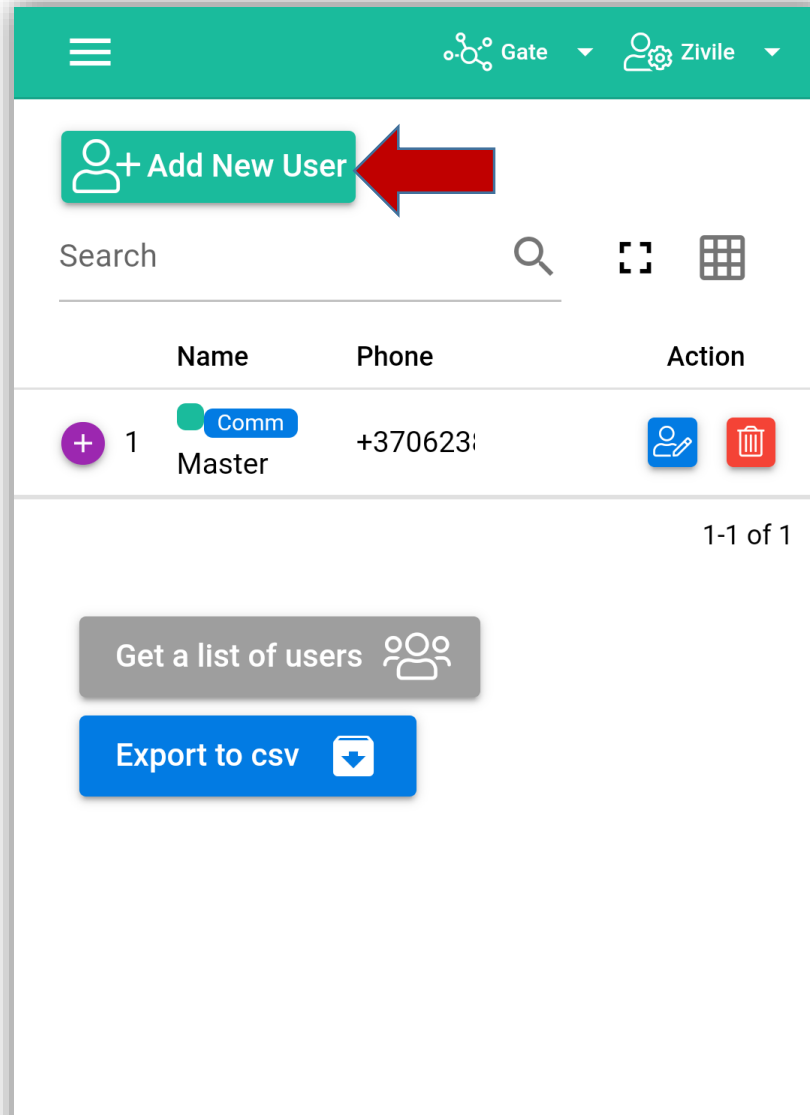 Gate Zivile
Add New User
Search
Name Phone Action
1 Comm +370623
Master
1-1 of 1
Get a list of users
Export to csv